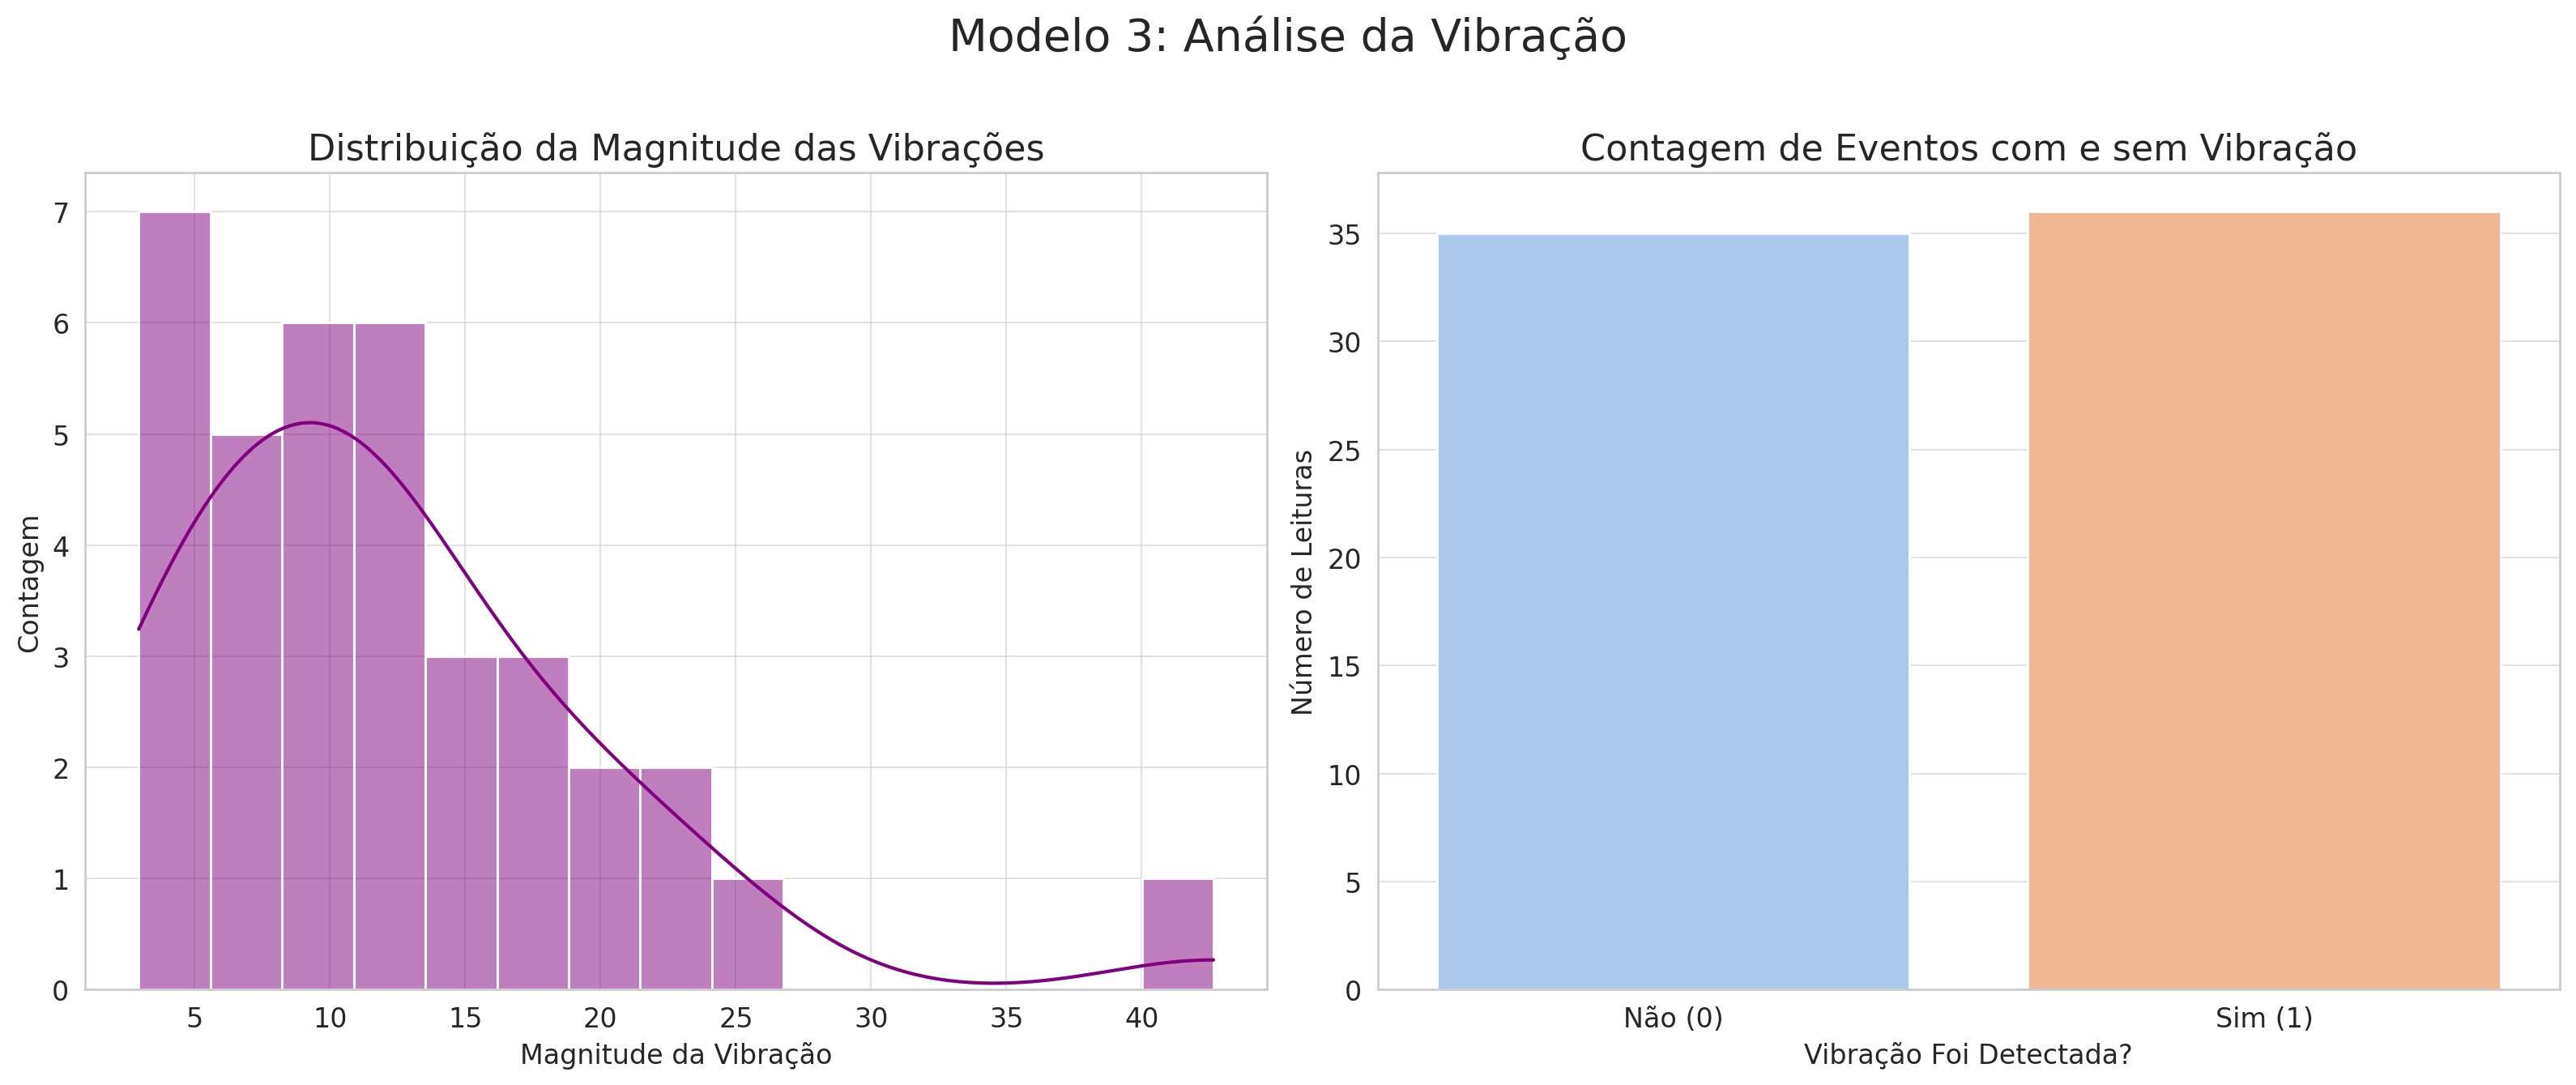 Modelo 3: Análise da Vibração
Distribuição da Magnitude das Vibrações
7
6
5
4
3
2
1
0
Contagem
5 10 15 20 25 30 35 40
Magnitude da Vibração
Contagem de Eventos com e sem Vibração
35
30
25
20
15
10
5
0
Número de Leituras
Não (0) Sim (1)
Vibração Foi Detectada?